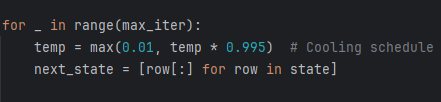 for _ in range(max_iter):
    temp = max(0.01, temp * 0.995)  # Cooling schedule
    next_state = [row[:] for row in state]